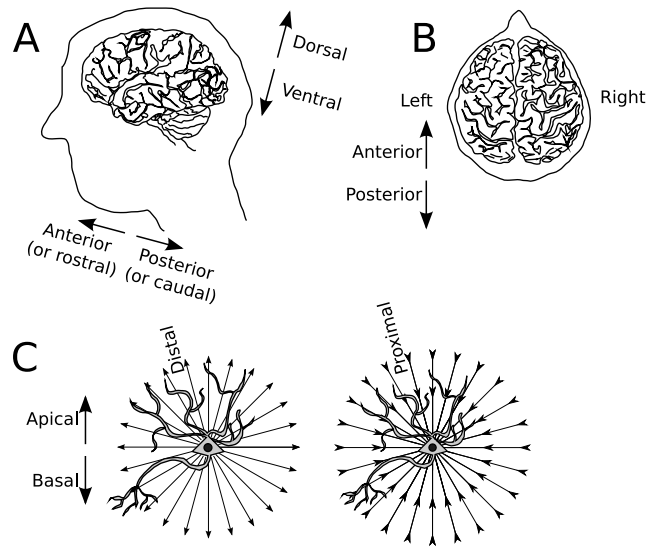 A
Dorsal
Ventral
Anterior
(or rostral)
Posterior
(or caudal)
B
Left
Right
Anterior
Posterior
C
Distal
Proximal
Apical
Basal